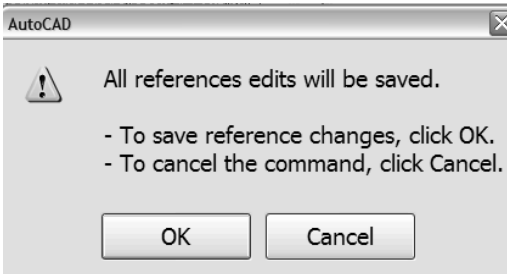 AutoCAD
All references edits will be saved.
- To save reference changes, click OK.
- To cancel the command, click Cancel.
OK
Cancel